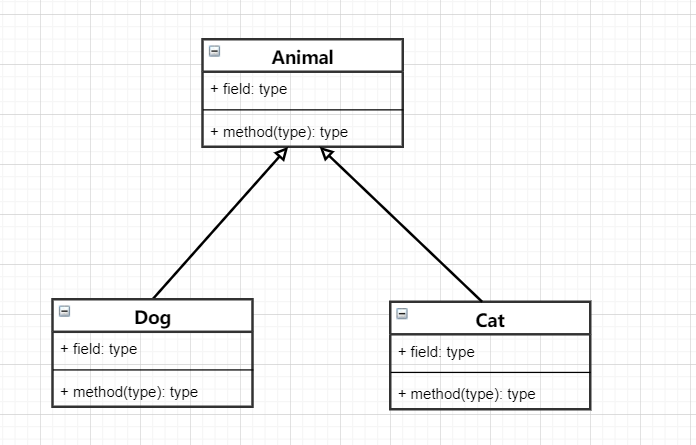 Animal
+ field: type
+ method(type): type
Dog
+ field: type
+ method(type): type
Cat
+ field: type
+ method(type): type